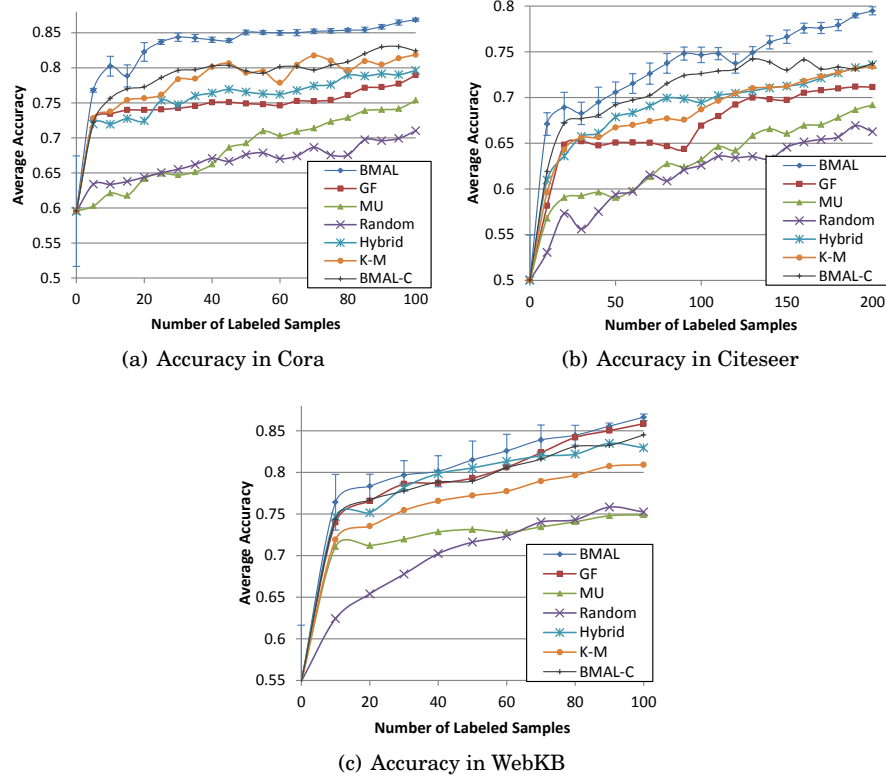 0.85
0.8
0.75
0.7
0.65
0.6
0.55
0.5
Average Accuracy
0 20 40 60 80 100
Number of Labeled Samples
BMAL
GF
MU
Random
Hybrid
K-M
BMAL-C
(a) Accuracy in Cora
0.8
0.75
0.7
0.65
0.6
0.55
0.5
Average Accuracy
0 50 100 150 200
Number of Labeled Samples
BMAL
GF
MU
Random
Hybrid
K-M
BMAL-C
(b) Accuracy in Citeseer
0.85
0.8
0.75
0.7
0.65
0.6
0.55
Average Accuracy
0 20 40 60 80 100
Number of Labeled Samples
BMAL
GF
MU
Random
Hybrid
K-M
BMAL-C
(c) Accuracy in WebKB